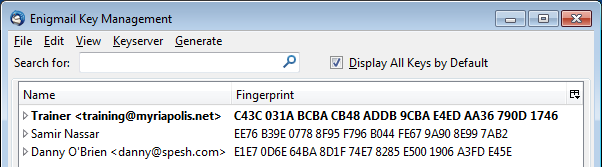 Enigmail Key Management
File Edit View Keyserver Generate
Search for: Display All Keys by Default
Name Fingerprint
Trainer <training@myriapolis.net> C43C 031A BCBA CB48 ADDB 9CBA E4ED AA36 790D 1746
Samir Nassar EE76 B39E 0778 8F95 F796 B044 FE67 9A90 8E99 7AB2
Danny O'Brien <danny@spesh.com> E1E7 0D6E 64BA 8D1F 74E7 8285 E500 1906 A3FD E45E